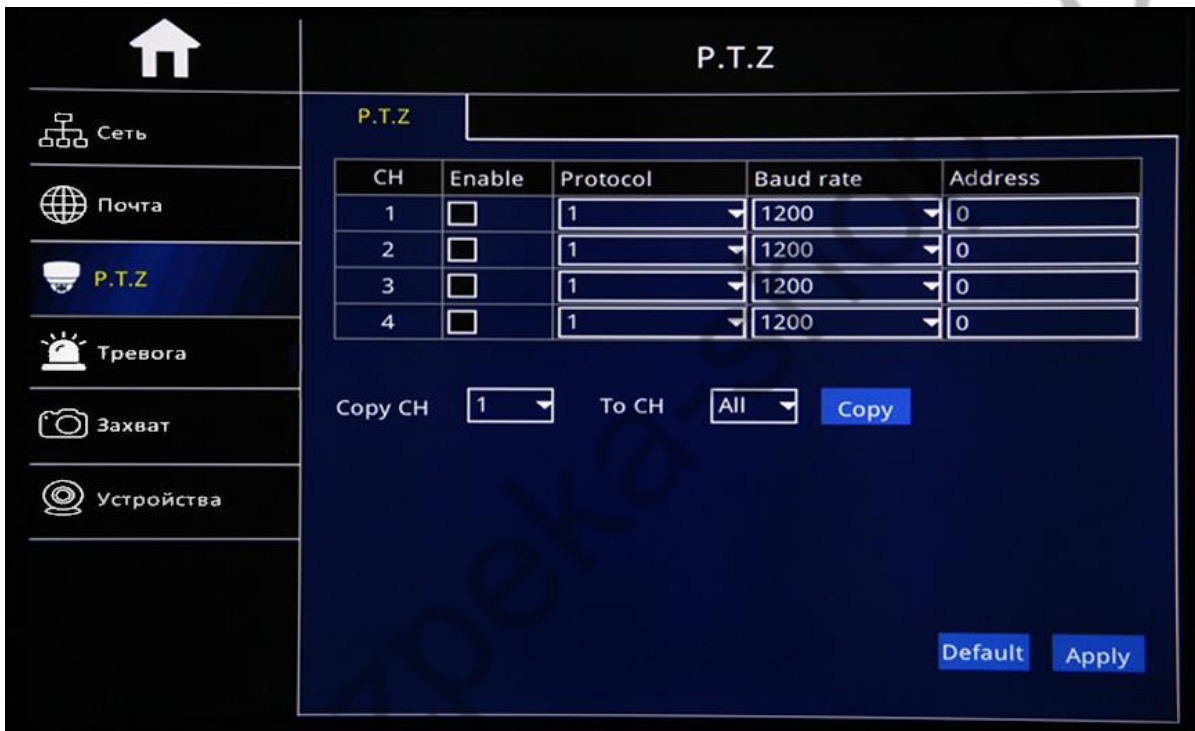 P.T.Z
Сеть
Почта
P.T.Z
Тревога
Захват
Устройства
P.T.Z
CH Enable Protocol Baud rate Address
1 1 1200 0
2 1 1200 0
3 1 1200 0
4 1 1200 0
Copy CH 1 To CH All Copy
Default Apply